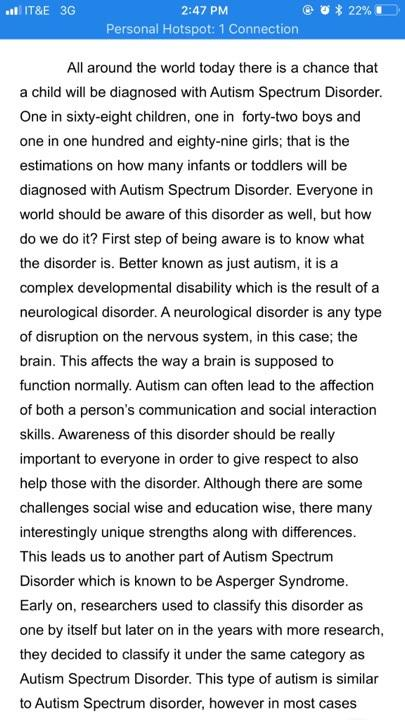 IT&E 3G 2:47 PM 22%
Personal Hotspot: 1 Connection
All around the world today there is a chance that
a child will be diagnosed with Autism Spectrum Disorder.
One in sixty-eight children, one in forty-two boys and
one in one hundred and eighty-nine girls; that is the
estimations on how many infants or toddlers will be
diagnosed with Autism Spectrum Disorder. Everyone in
world should be aware of this disorder as well, but how
do we do it? First step of being aware is to know what
the disorder is. Better known as just autism, it is a
complex developmental disability which is the result of a
neurological disorder. A neurological disorder is any type
of disruption on the nervous system, in this case; the
brain. This affects the way a brain is supposed to
function normally. Autism can often lead to the affection
of both a person's communication and social interaction
skills. Awareness of this disorder should be really
important to everyone in order to give respect to also
help those with the disorder. Although there are some
challenges social wise and education wise, there many
interestingly unique strengths along with differences.
This leads us to another part of Autism Spectrum
Disorder which is known to be Asperger Syndrome.
Early on, researchers used to classify this disorder as
one by itself but later on in the years with more research,
they decided to classify it under the same category as
Autism Spectrum Disorder. This type of autism is similar
to Autism Spectrum disorder, however in most cases